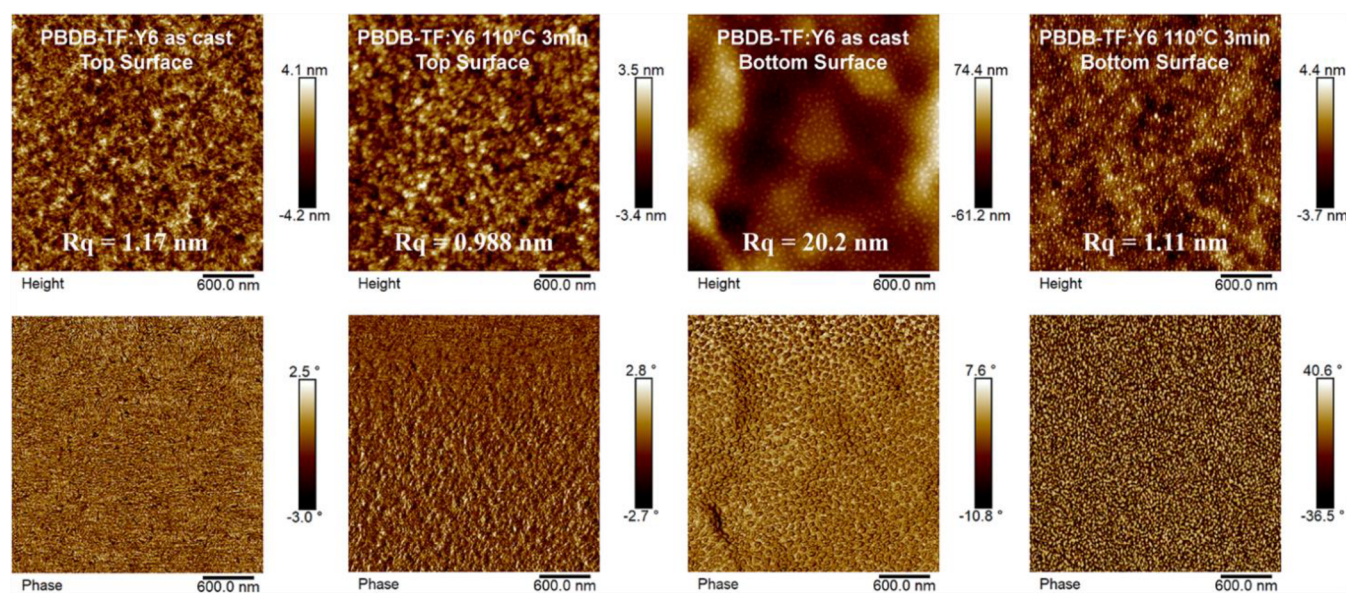 PBDB-TF:Y6 as cast
Top Surface
4.1 nm
-4.2 nm
Rq = 1.17 nm
Height
600.0 nm
PBDB-TF:Y6 110°C 3min
Top Surface
3.5 nm
-3.4 nm
Rq = 0.988 nm
Height
600.0 nm
PBDB-TF:Y6 as cast
Bottom Surface
74.4 nm
-61.2 nm
Rq = 20.2 nm
Height
600.0 nm
PBDB-TF:Y6 110°C 3min
Bottom Surface
4.4 nm
-3.7 nm
Rq = 1.11 nm
Height
600.0 nm
2.5 °
-3.0 °
Phase
600.0 nm
2.8 °
-2.7 °
Phase
600.0 nm
7.6 °
-10.8 °
Phase
600.0 nm
40.6 °
-36.5 °
Phase
600.0 nm